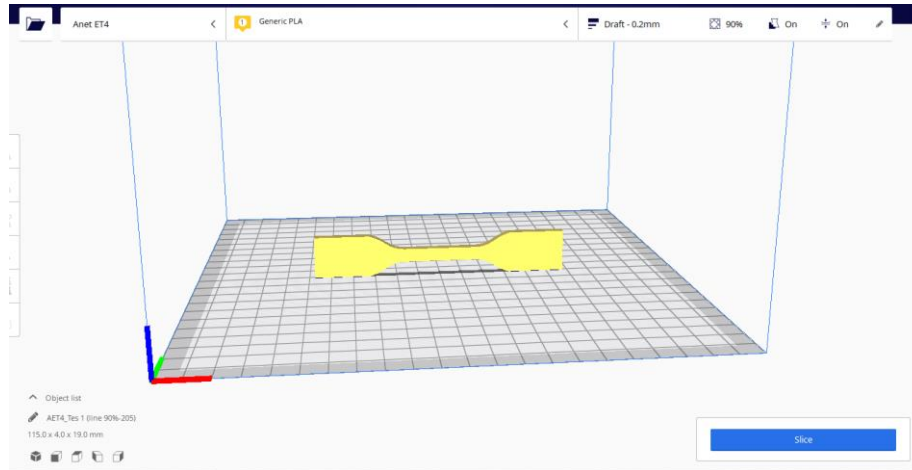 Anet ET4
Generic PLA
Draft - 0.2mm
90%
On
On
Object list
AET4_Tes 1 (line 90%-205)
115.0 x 4.0 x 19.0 mm
Slice